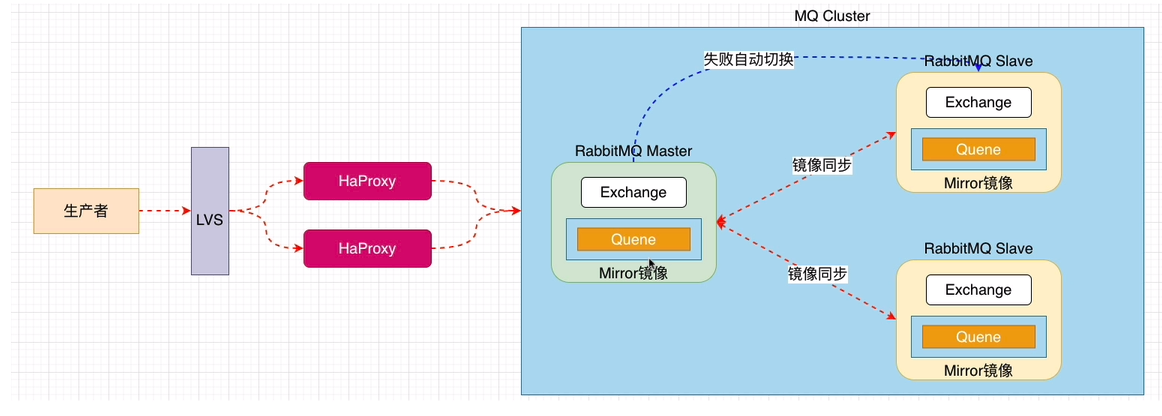 MQ Cluster
失败自动切换
RabbitMQ Slave
Exchange
Quene
Mirror镜像
RabbitMQ Master
Exchange
Quene
Mirror镜像
镜像同步
镜像同步
生产者
LVS
HaProxy
HaProxy
RabbitMQ Slave
Exchange
Quene
Mirror镜像